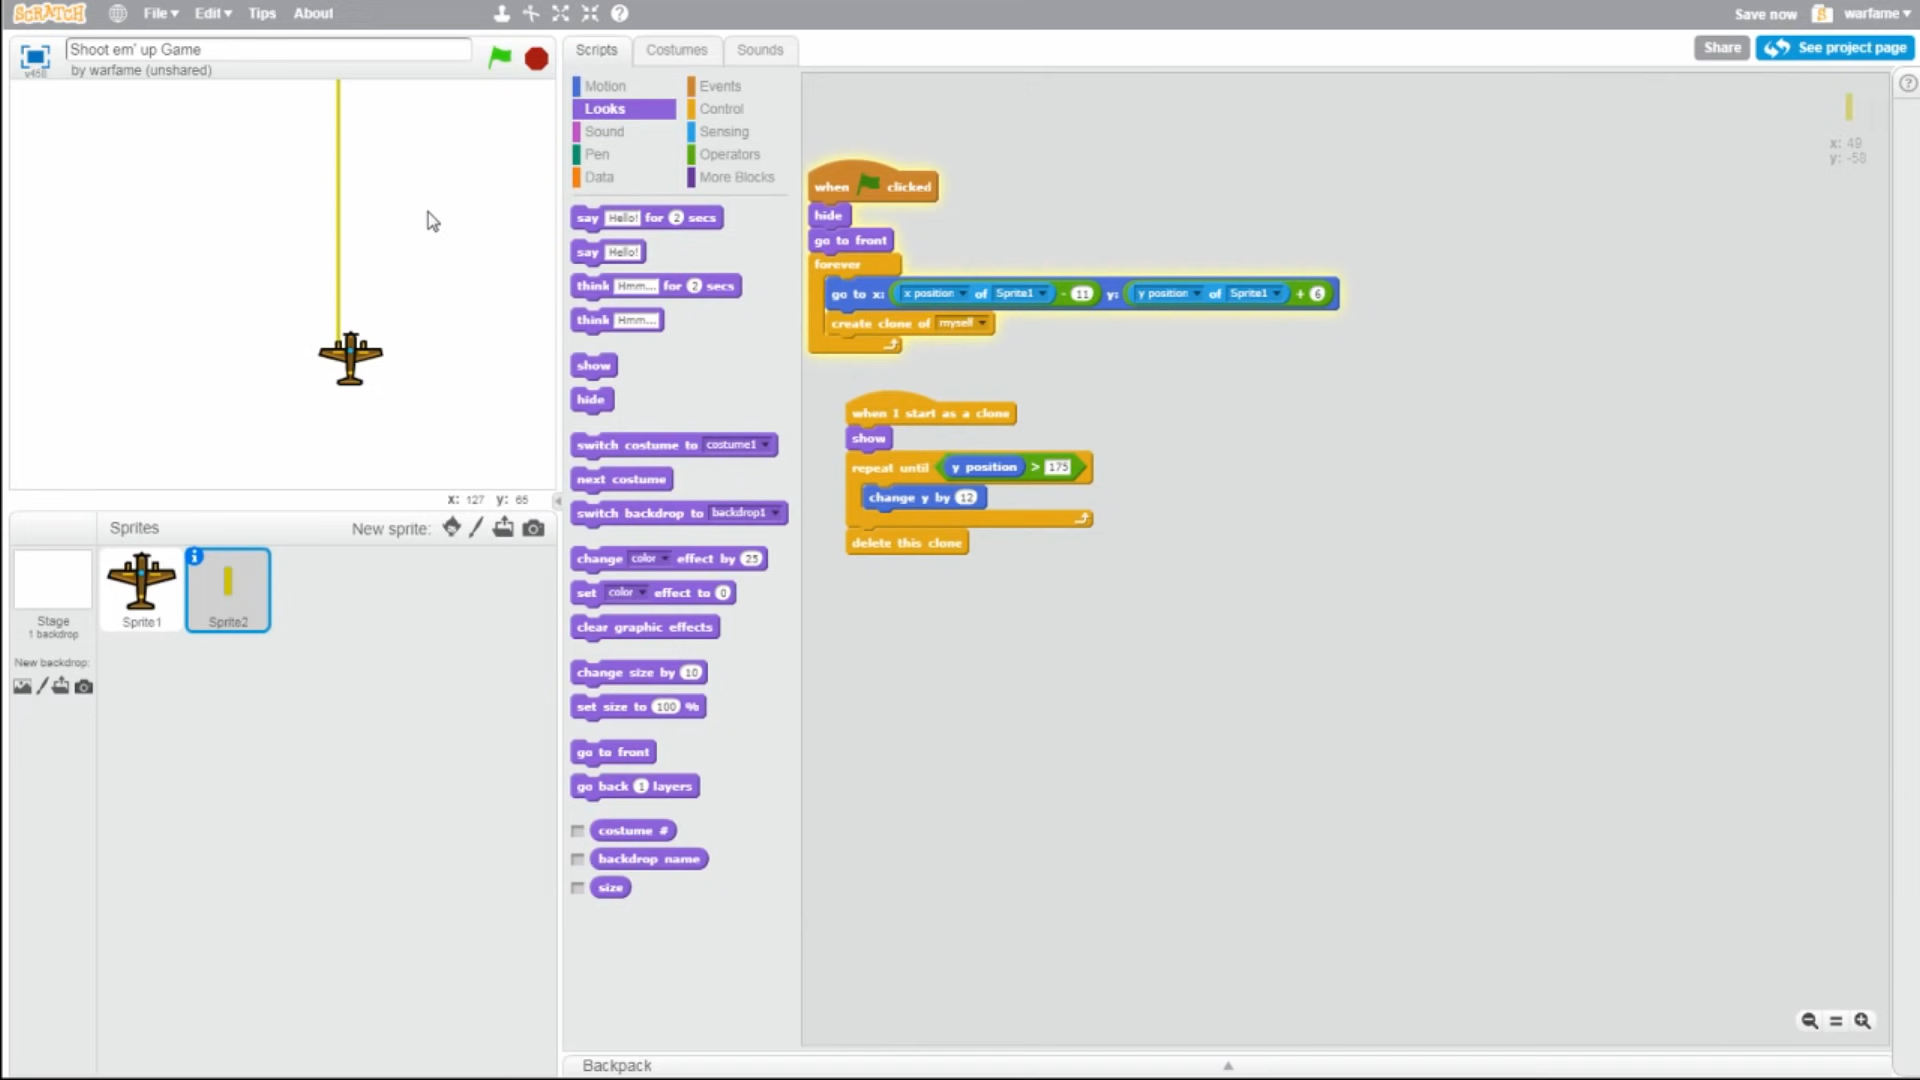 SCRATCH File▾ Edit▾ Tips About Save now warfame▾
Shoot em' up Game
by warfame (unshared)
v458
Scripts Costumes Sounds
Share See project page
Motion Events
Looks Control
Sound Sensing
Pen Operators
Data More Blocks
say Hello! for 2 secs
say Hello!
think Hmm... for 2 secs
think Hmm...
show
hide
switch costume to costume1
next costume
switch backdrop to backdrop1
change color effect by 25
set color effect to 0
clear graphic effects
change size by 10
set size to 100 %
go to front
go back 1 layers
costume #
backdrop name
size
when clicked
hide
go to front
forever
go to x: x position of Sprite1 - 11 y: y position of Sprite1 + 6
create clone of myself
when I start as a clone
show
repeat until y position > 175
change y by 12
delete this clone
x: 49
y: -58
x: 127 y: 65
Sprites New sprite:
Sprite1
Sprite2
Stage
1 backdrop
New backdrop:
Backpack